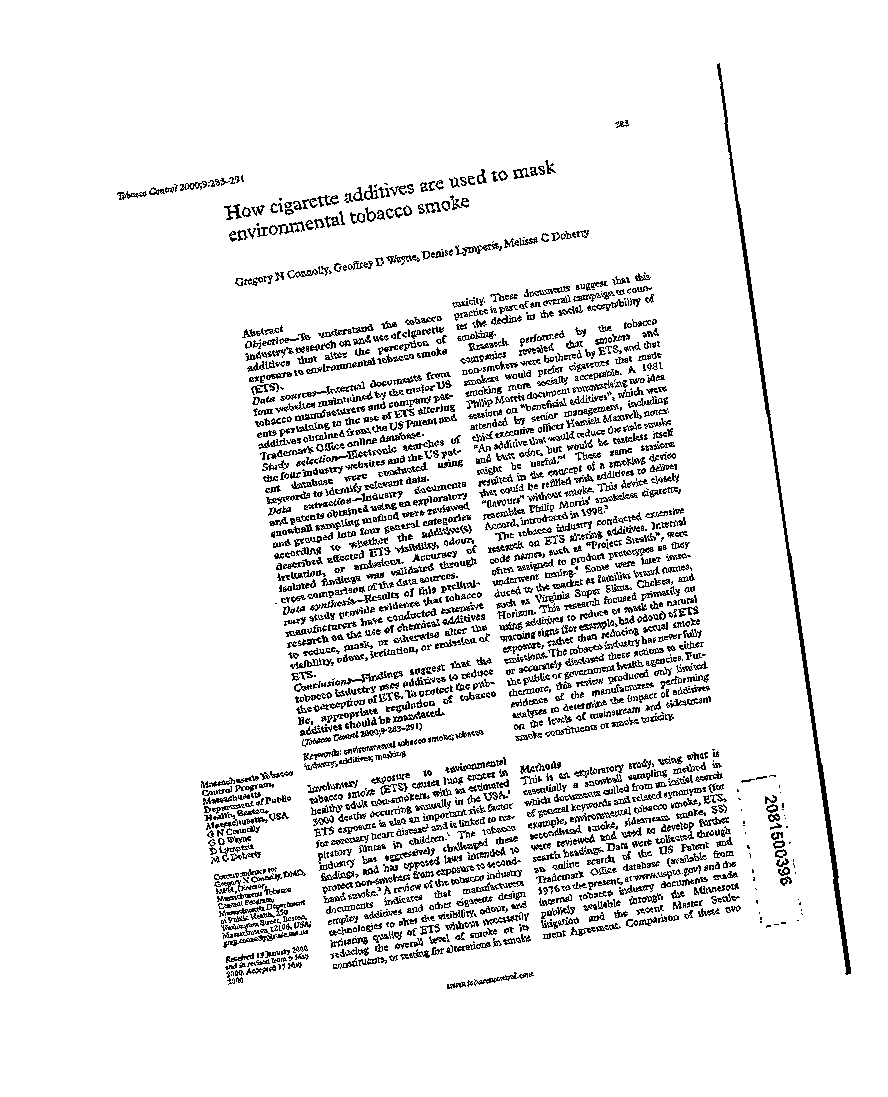 283
Tobacco Control 2000;9:283–291
How cigarette additives are used to mask
environmental tobacco smoke
Gregory N Connolly, Geoffrey D Wayne, Denise Lymperis, Melissa C Doherty
Abstract
Objective—To understand the tobacco
industry's research on and use of cigarette
additives that alter the perception of
exposure to environmental tobacco smoke
(ETS).
Data sources—Internal documents from
four websites maintained by the major US
tobacco manufacturers and company pat-
ents pertaining to the use of ETS altering
additives obtained from the US Patent and
Trademark Office online database.
Study selection—Electronic searches of
the four industry websites and the US pat-
ent database were conducted using
keywords to identify relevant data.
Data extraction—Industry documents
and patents obtained using an exploratory
snowball sampling method were reviewed
and grouped into four general categories
according to whether the additive(s)
described affected ETS visibility, odour,
irritation, or emissions. Accuracy of
isolated findings was validated through
cross comparison of the data sources.
Data synthesis—Results of this prelimi-
nary study provide evidence that tobacco
manufacturers have conducted extensive
research on the use of chemical additives
to reduce, mask, or otherwise alter the
visibility, odour, irritation, or emission of
ETS.
Conclusions—Findings suggest that the
tobacco industry uses additives to reduce
the perception of ETS. To protect the pub-
lic, appropriate regulation of tobacco
additives should be mandated.
(Tobacco Control 2000;9:283–291)
Keywords: environmental tobacco smoke; tobacco
industry; additives; masking
Involuntary exposure to environmental
tobacco smoke (ETS) causes lung cancer in
healthy adult non-smokers, with an estimated
3000 deaths occurring annually in the USA.¹
ETS exposure is also an important risk factor
for coronary heart disease² and is linked to res-
piratory illness in children.³ The tobacco
industry has aggressively challenged these
findings, and has opposed laws intended to
protect non-smokers from exposure to second-
hand smoke.³ A review of the tobacco industry
documents indicates that manufacturers
employ additives and other cigarette design
technologies to alter the visibility, odour, and
irritating quality of ETS without necessarily
reducing the overall level of smoke or its
constituents, or testing for alterations in smoke
toxicity. These documents suggest that this
practice is part of an overall campaign to coun-
ter the decline in the social acceptability of
smoking.
Research performed by the tobacco
companies revealed that smokers and
non-smokers were bothered by ETS, and that
smokers would prefer cigarettes that made
smoking more socially acceptable. A 1981
Philip Morris document summarising two idea
sessions on "beneficial additives", which were
attended by senior management, including
chief executive officer Hamish Maxwell, notes:
"An additive that would reduce the stale smoke
and butt odor, but would be tasteless itself
might be useful."⁴ These same sessions
resulted in the concept of a smoking device
that could be refilled with additives to deliver
"flavours" without smoke. This device closely
resembles Philip Morris' smokeless cigarette,
Accord, introduced in 1998.⁵
The tobacco industry conducted extensive
research on ETS altering additives. Internal
code names, such as "Project Stealth", were
often assigned to product prototypes as they
underwent testing.⁶ Some were later intro-
duced to the market as familiar brand names,
such as Virginia Super Slims, Chelsea, and
Horizon. This research focused primarily on
using additives to reduce or mask the natural
warning signs (for example, bad odour) of ETS
exposure, rather than reducing actual smoke
emissions. The tobacco industry has never fully
or accurately disclosed these actions to either
the public or government health agencies. Fur-
thermore, this review produced only limited
evidence of the manufacturers performing
analyses to determine the impact of additives
on the levels of mainstream and sidestream
smoke constituents or smoke toxicity.
Methods
This is an exploratory study, using what is
essentially a snowball sampling method in
which documents culled from an initial search
of general keywords and related synonyms (for
example, environmental tobacco smoke, ETS,
secondhand smoke, sidestream smoke, SS)
were reviewed and used to develop further
search headings. Data were collected through
an online search of the US Patent and
Trademark Office database (available from
1976 to the present, at www.uspto.gov) and the
internal tobacco industry documents made
publicly available through the Minnesota
litigation and the recent Master Settle-
ment Agreement. Comparison of these two
Massachusetts Tobacco
Control Program,
Massachusetts
Department of Public
Health, Boston,
Massachusetts, USA
G N Connolly
G D Wayne
D Lymperis
M C Doherty
Correspondence to:
Gregory N Connolly, DMD,
MPH, Director,
Massachusetts Tobacco
Control Program,
Massachusetts Department
of Public Health, 250
Washington Street, Boston,
Massachusetts, 12108, USA;
Received 13 January 2000
and in revised form 9 May
2000. Accepted 17 May
2000
www.tobaccocontrol.com
2081500396